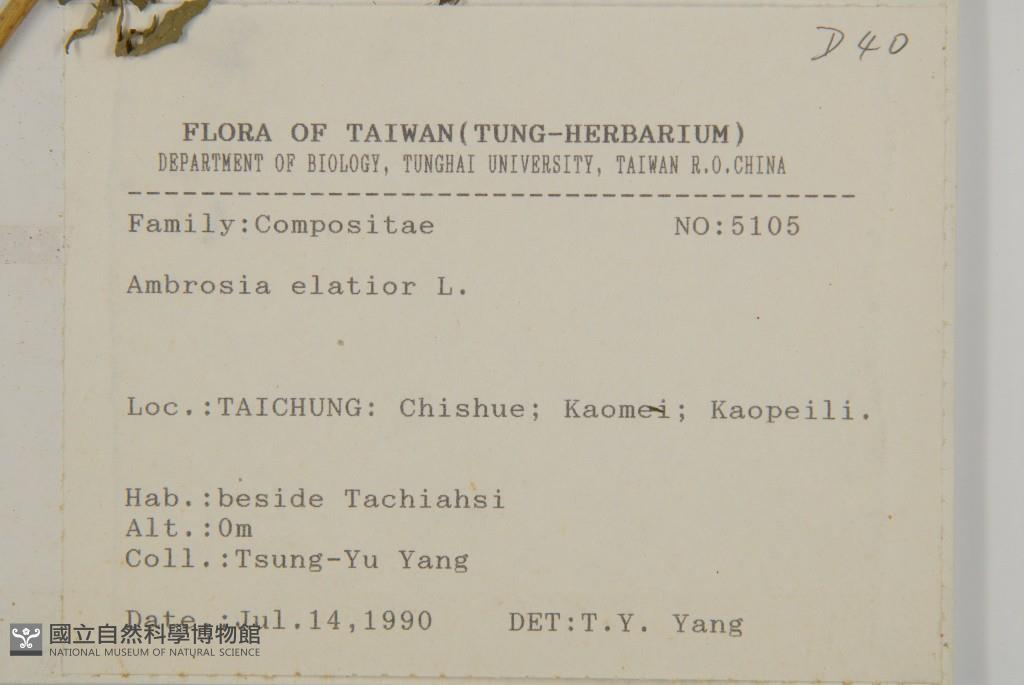 D40
FLORA OF TAIWAN(TUNG-HERBARIUM)
DEPARTMENT OF BIOLOGY, TUNGHAI UNIVERSITY, TAIWAN R.O.CHINA
Family:Compositae NO:5105
Ambrosia elatior L.
Loc.:TAICHUNG: Chishue; Kaomei; Kaopeili.
Hab.:beside Tachiahsi
Alt.:0m
Coll.:Tsung-Yu Yang
Date.:Jul.14,1990 DET:T.Y. Yang
國立自然科學博物館
NATIONAL MUSEUM OF NATURAL SCIENCE